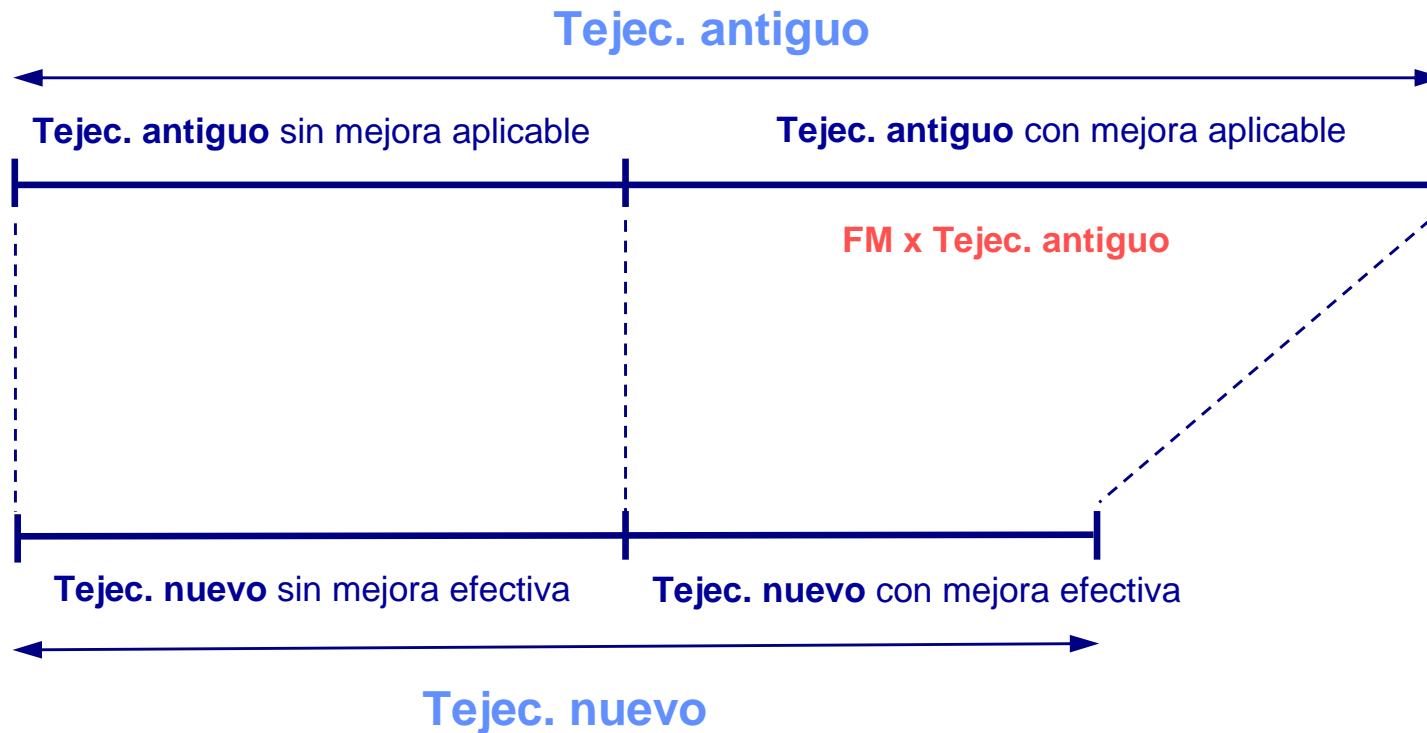 Tejec. antiguo
Tejec. antiguo sin mejora aplicable
Tejec. antiguo con mejora aplicable
FM x Tejec. antiguo
Tejec. nuevo sin mejora efectiva
Tejec. nuevo con mejora efectiva
Tejec. nuevo